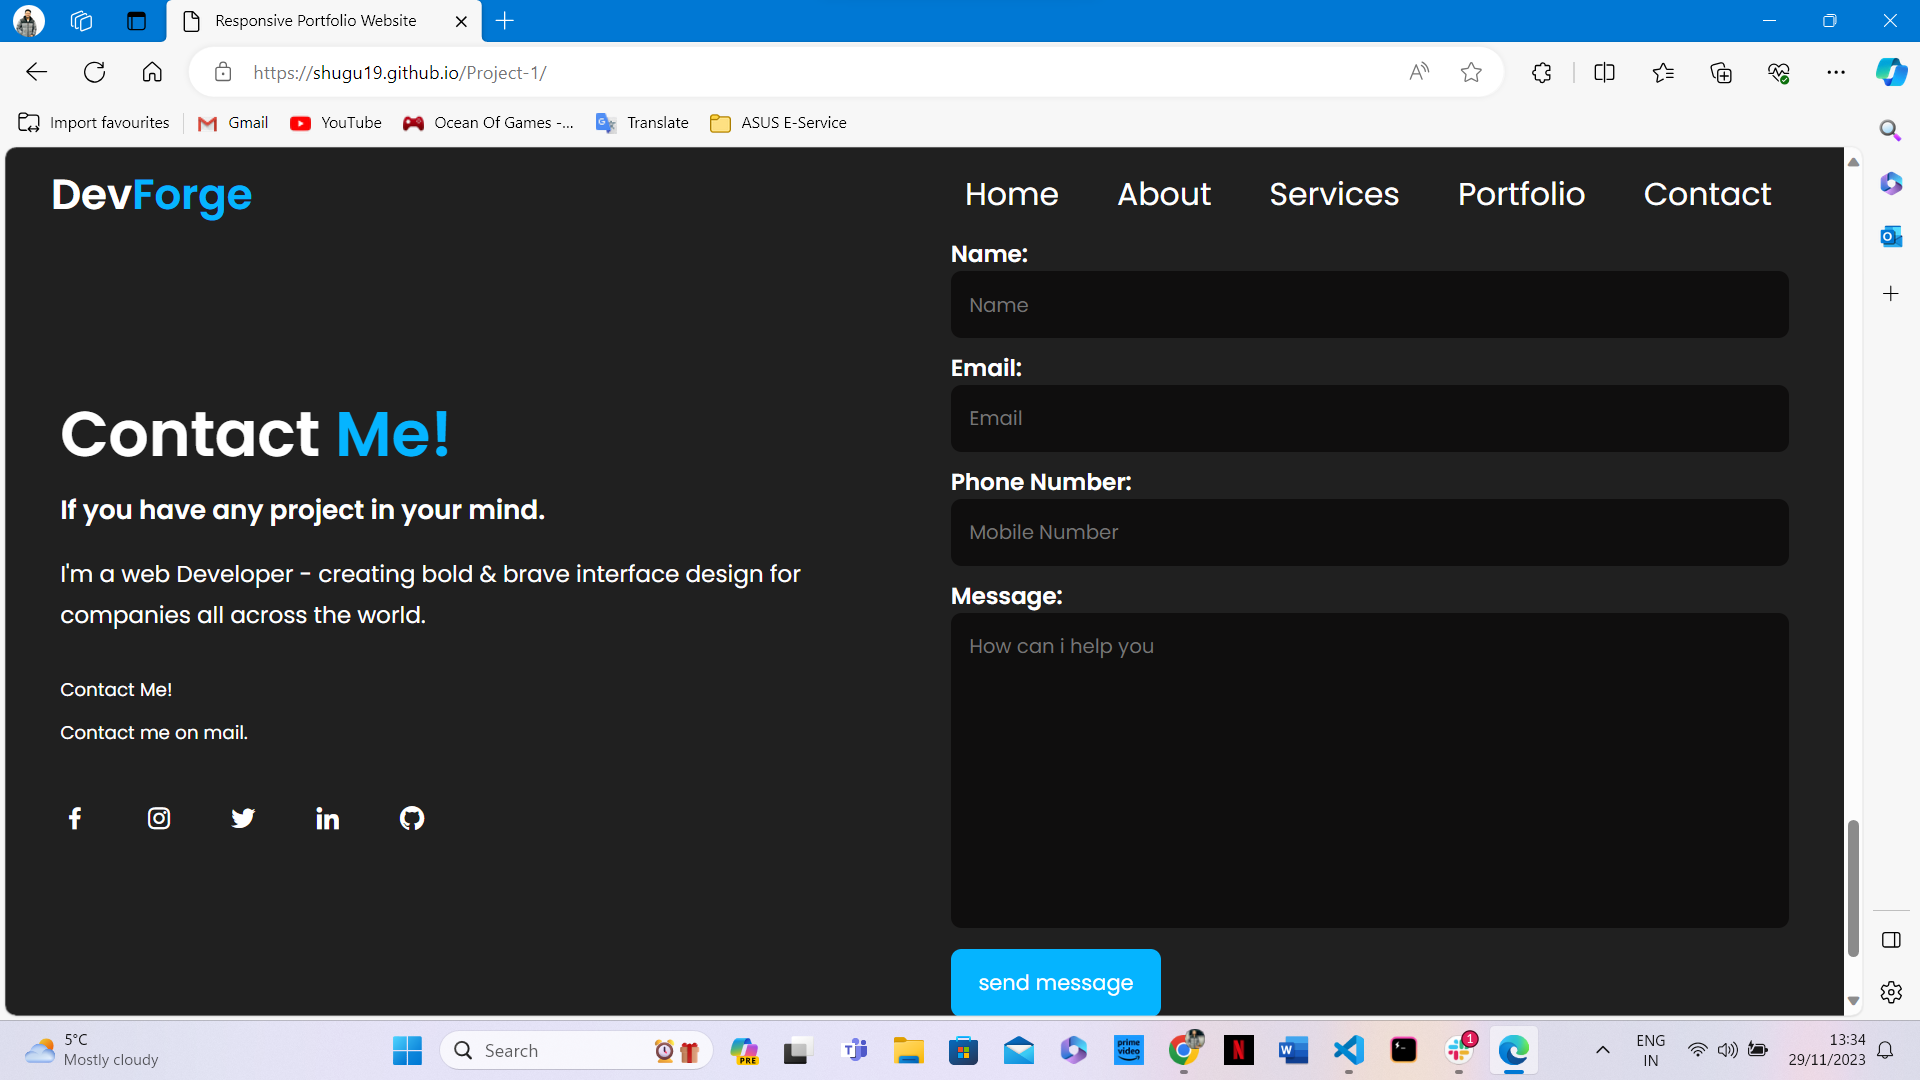 Responsive Portfolio Website
https://shugu19.github.io/Project-1/
Import favourites
Gmail
YouTube
Ocean Of Games -...
Translate
ASUS E-Service
DevForge
Home
About
Services
Portfolio
Contact
Contact Me!
If you have any project in your mind.
I'm a web Developer - creating bold & brave interface design for
companies all across the world.
Contact Me!
Contact me on mail.
Name:
Name
Email:
Email
Phone Number:
Mobile Number
Message:
How can i help you
send message
5°C
Mostly cloudy
Search
PRE
prime video
1
ENG
IN
13:34
29/11/2023